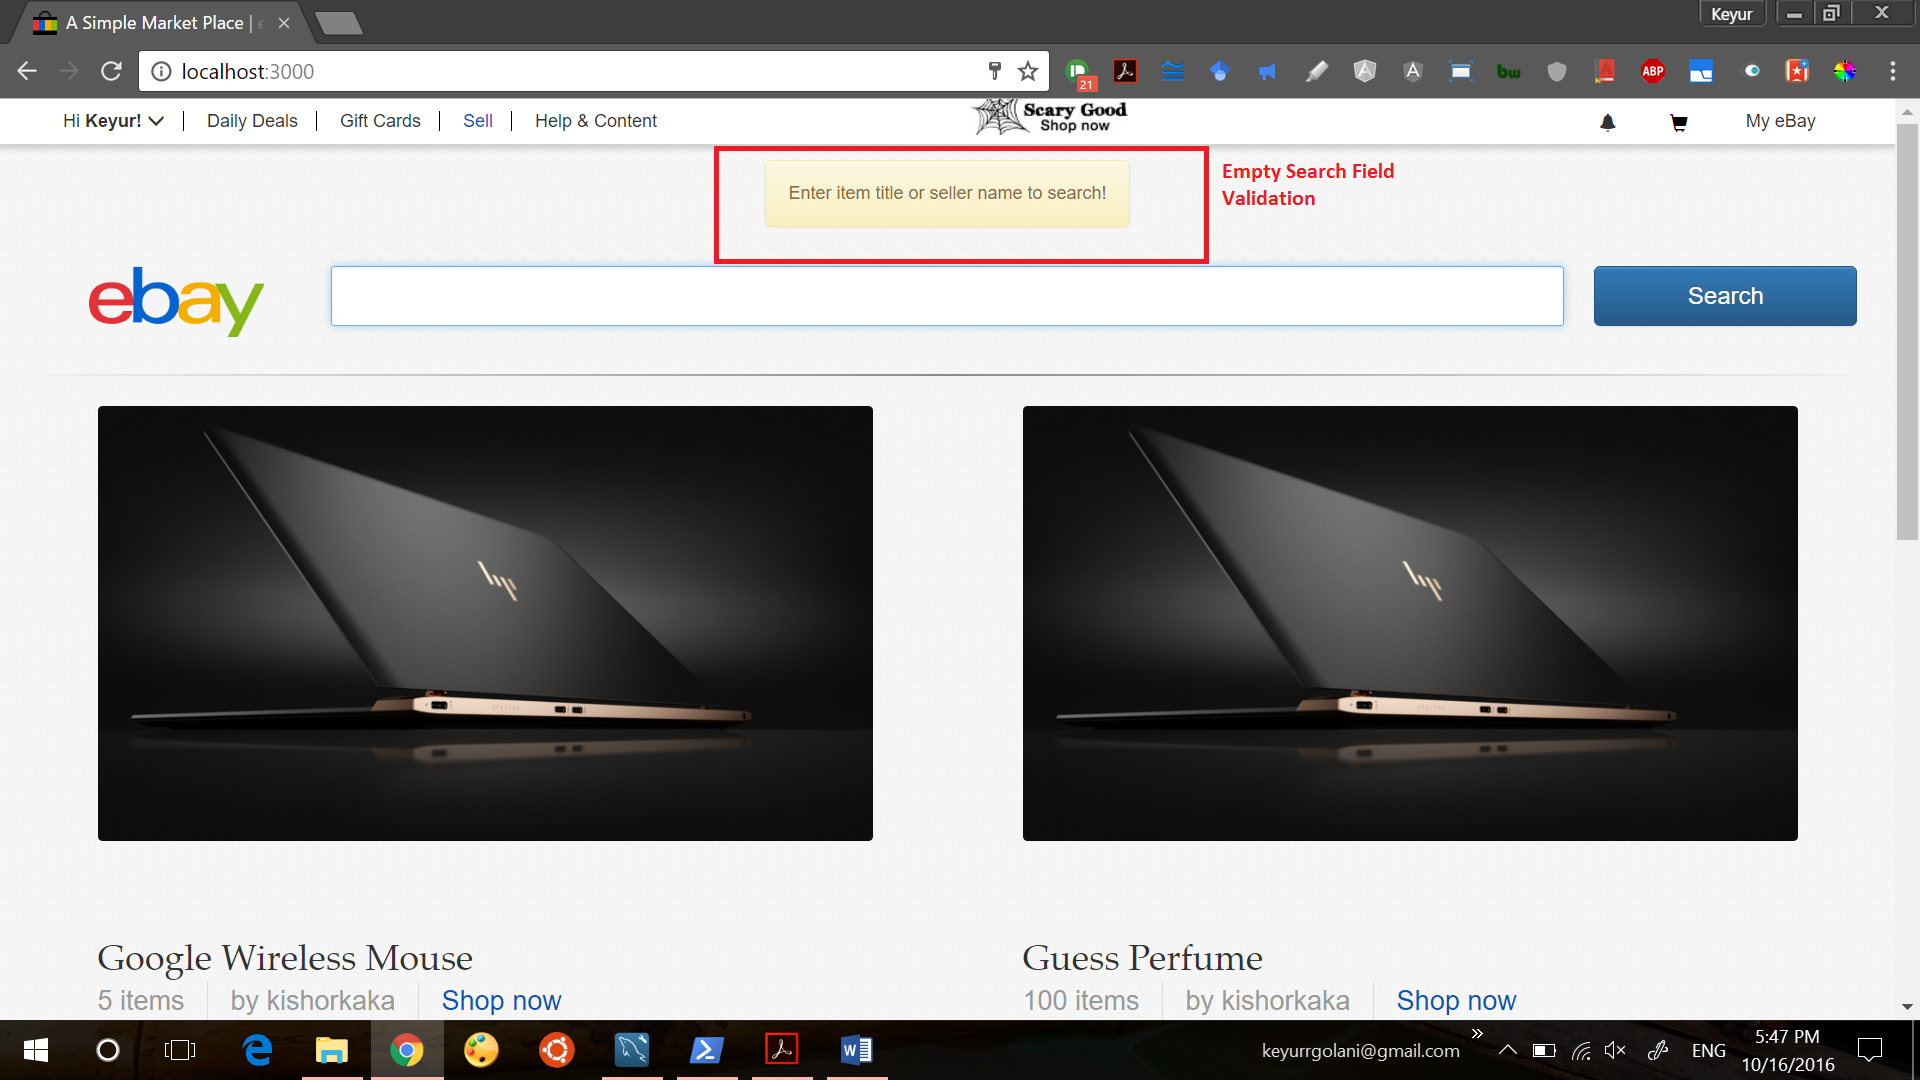 A Simple Market Place | e
Keyur
localhost:3000
21
ABP
bw
Hi Keyur!
Daily Deals
Gift Cards
Sell
Help & Content
Scary Good
Shop now
My eBay
Enter item title or seller name to search!
Empty Search Field
Validation
ebay
Search
hp
hp
Google Wireless Mouse
5 items
by kishorkaka
Shop now
Guess Perfume
100 items
by kishorkaka
Shop now
keyurrgolani@gmail.com
ENG
5:47 PM
10/16/2016